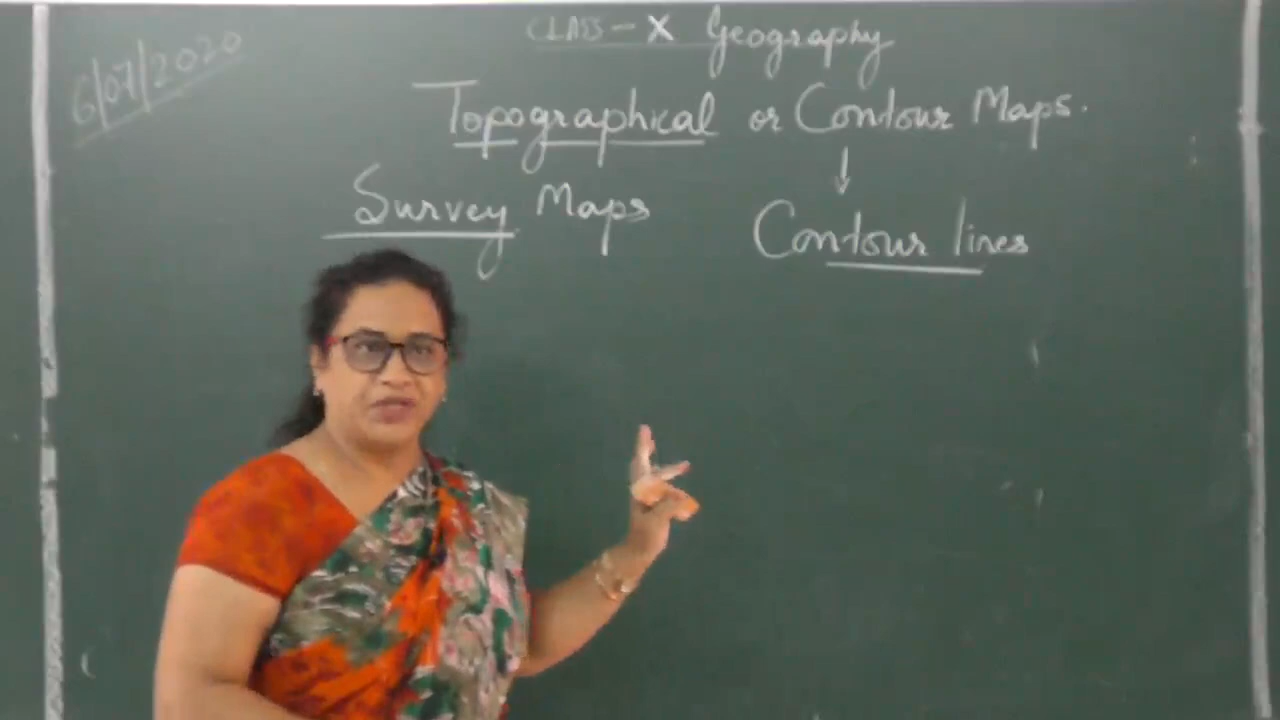 6/07/2020
CLASS - X Geography
Topographical or Contour Maps.
Survey Maps
↓
Contour lines